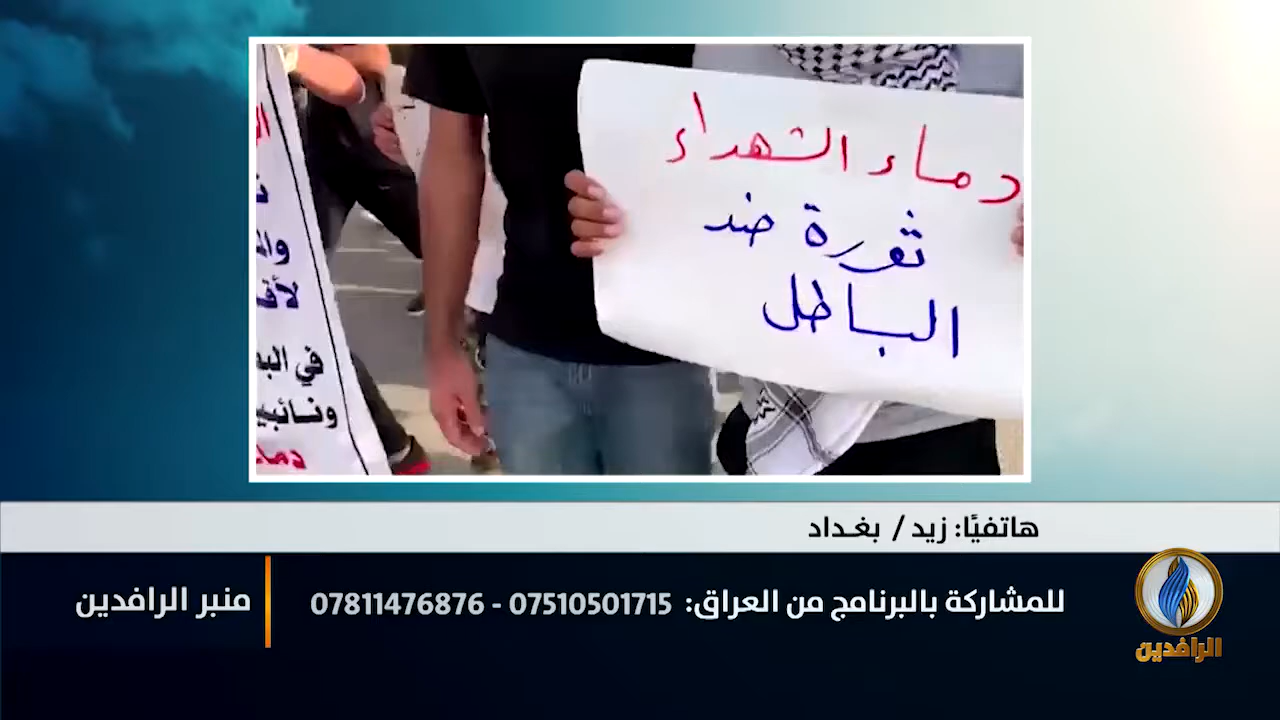 دماء الشهداء
ثورة ضد
الباطل
في
هاتفيًا: زيد / بغداد
للمشاركة بالبرنامج من العراق: 07510501715 - 07811476876
منبر الرافدين
الرافدين